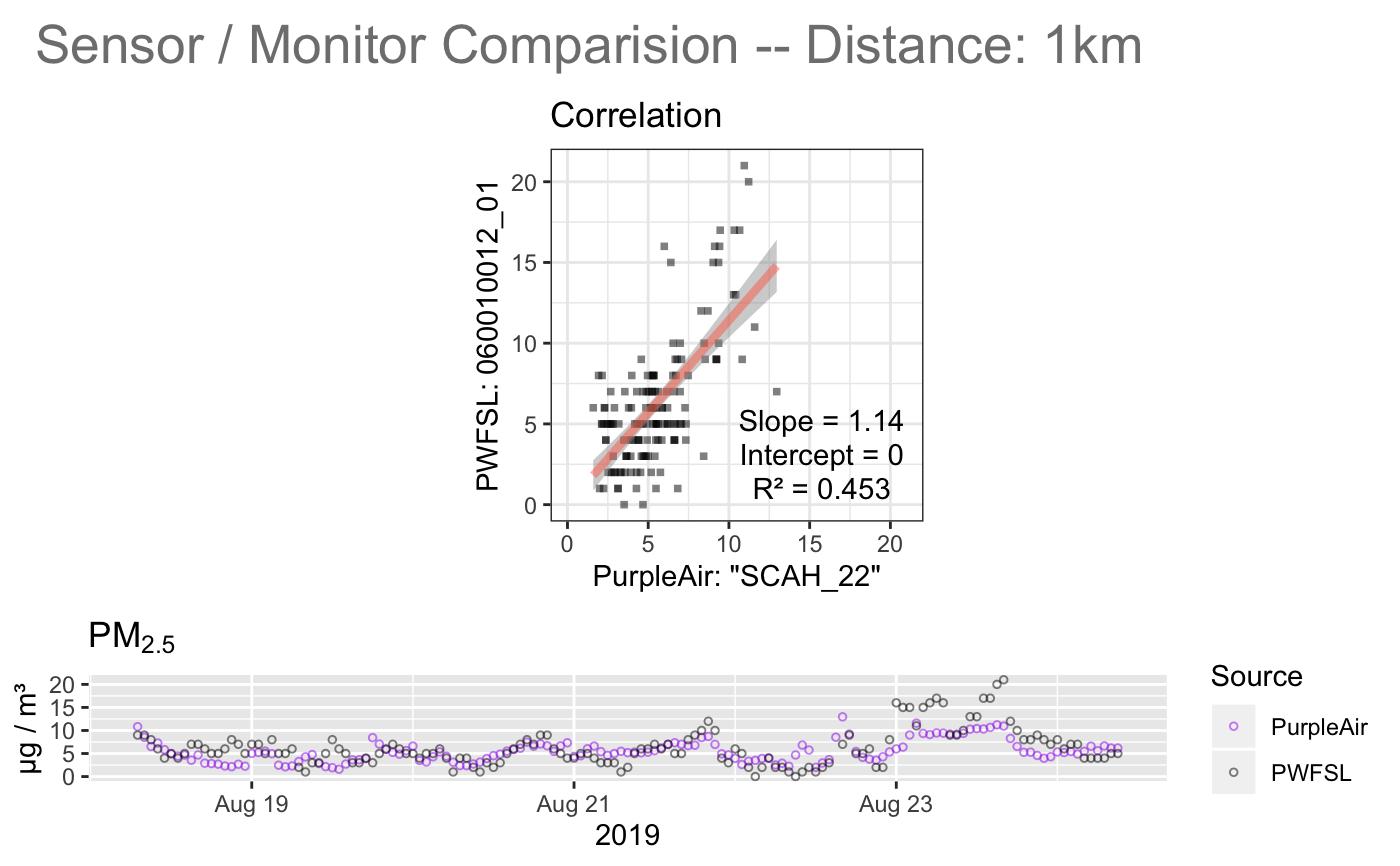 Sensor / Monitor Comparision -- Distance: 1km
Correlation
PWFSL: 060010012_01
20
15
10
5
0
Slope = 1.14
Intercept = 0
R² = 0.453
0 5 10 15 20
PurpleAir: "SCAH_22"
PM2.5
µg / m³
20
15
10
5
0
Aug 19 Aug 21 Aug 23
2019
Source
PurpleAir
PWFSL